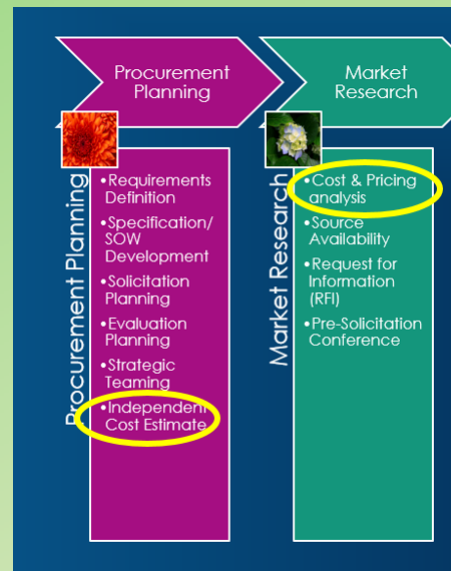 Procurement
Planning
Market
Research
Procurement Planning
•Requirements
Definition
•Specification/
SOW
Development
•Solicitation
Planning
•Evaluation
Planning
•Strategic
Teaming
•Independent
Cost Estimate
Market Research
•Cost & Pricing
analysis
•Source
Availability
•Request for
Information
(RFI)
•Pre-Solicitation
Conference